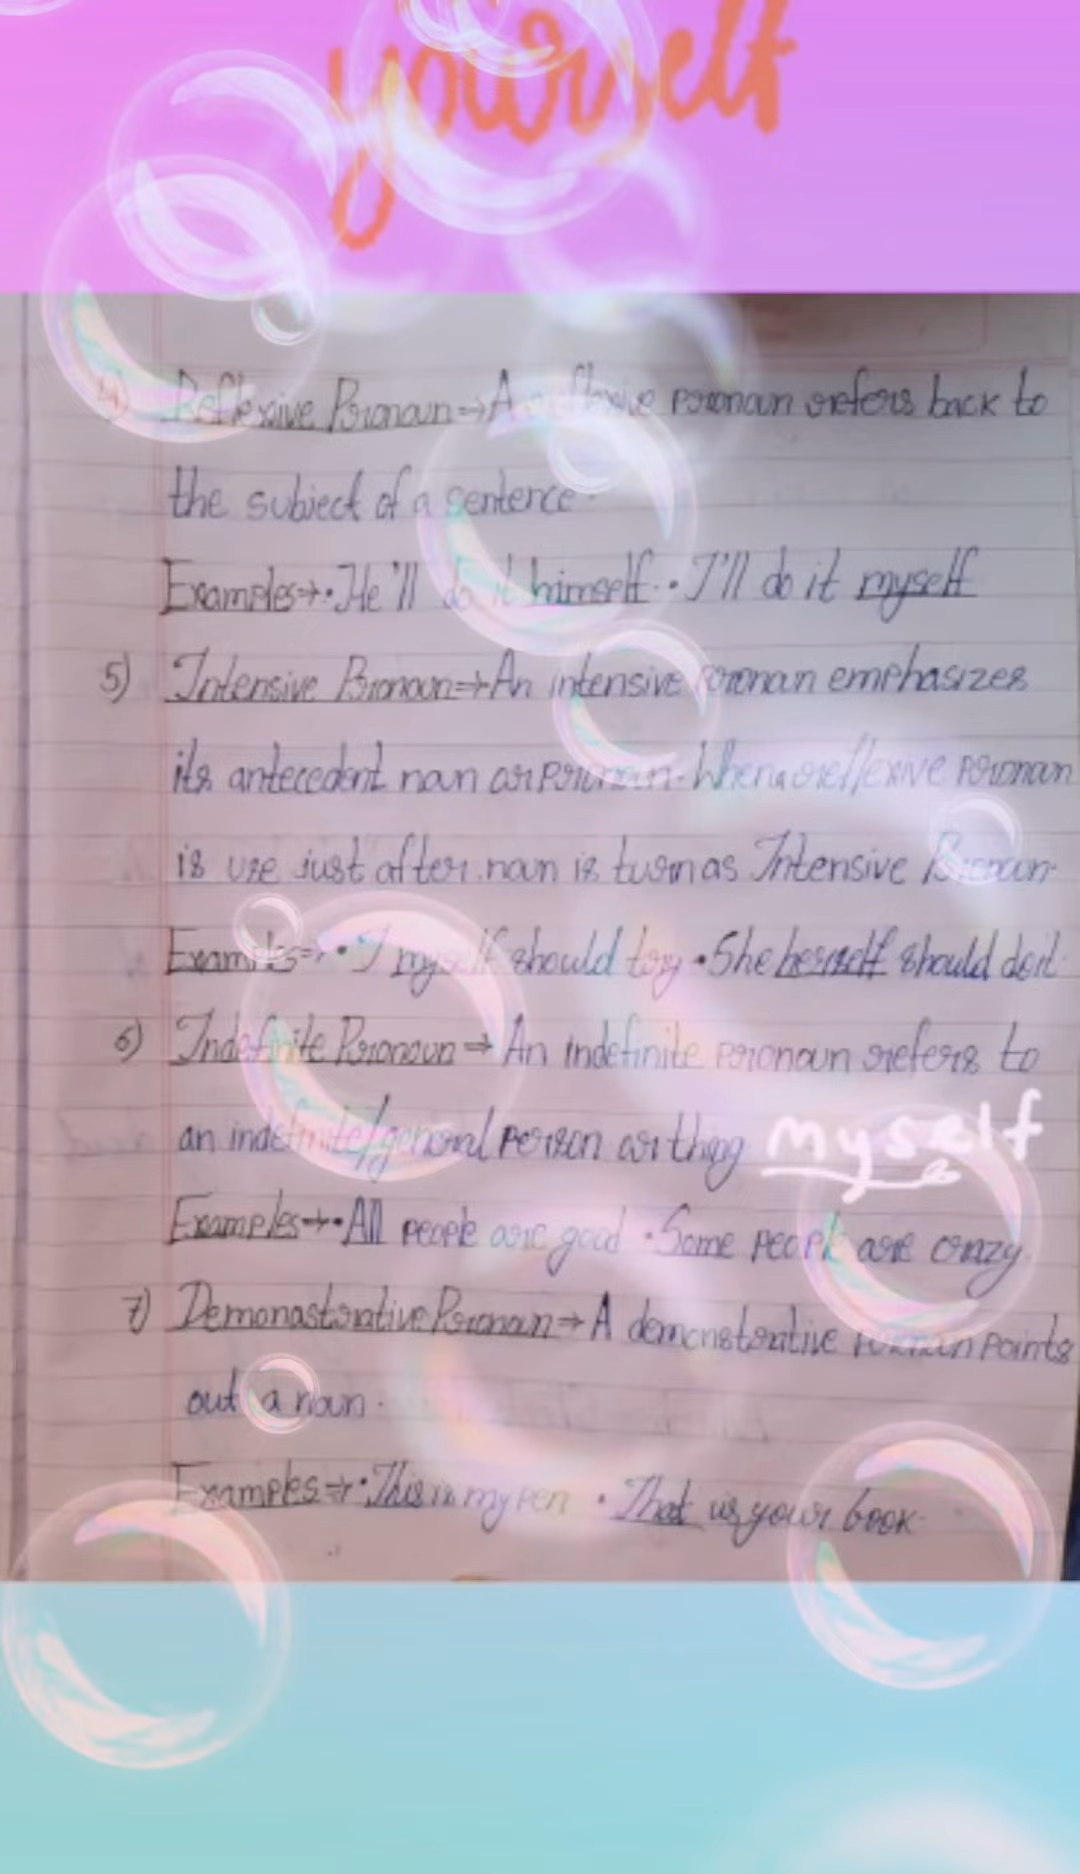 yourself
4) Reflexive Pronoun ⇒ A reflexive pronoun refers back to
the subject of a sentence.
Examples → • He'll do it himself. • I'll do it myself
5) Intensive Pronoun ⇒ An intensive pronoun emphasizes
its antecedent noun or pronoun. When a reflexive pronoun
is use just after noun is turn as Intensive Pronoun.
Examples ⇒ • I myself should try • She herself should do it.
6) Indefinite Pronoun ⇒ An indefinite pronoun refers to
an indefinite/general person or thing
myself
Examples → • All people are good • Some people are crazy.
7) Demonastrative Pronoun ⇒ A demonstrative pronoun points
out a noun.
Examples ⇒ • This is my pen • That is your book.